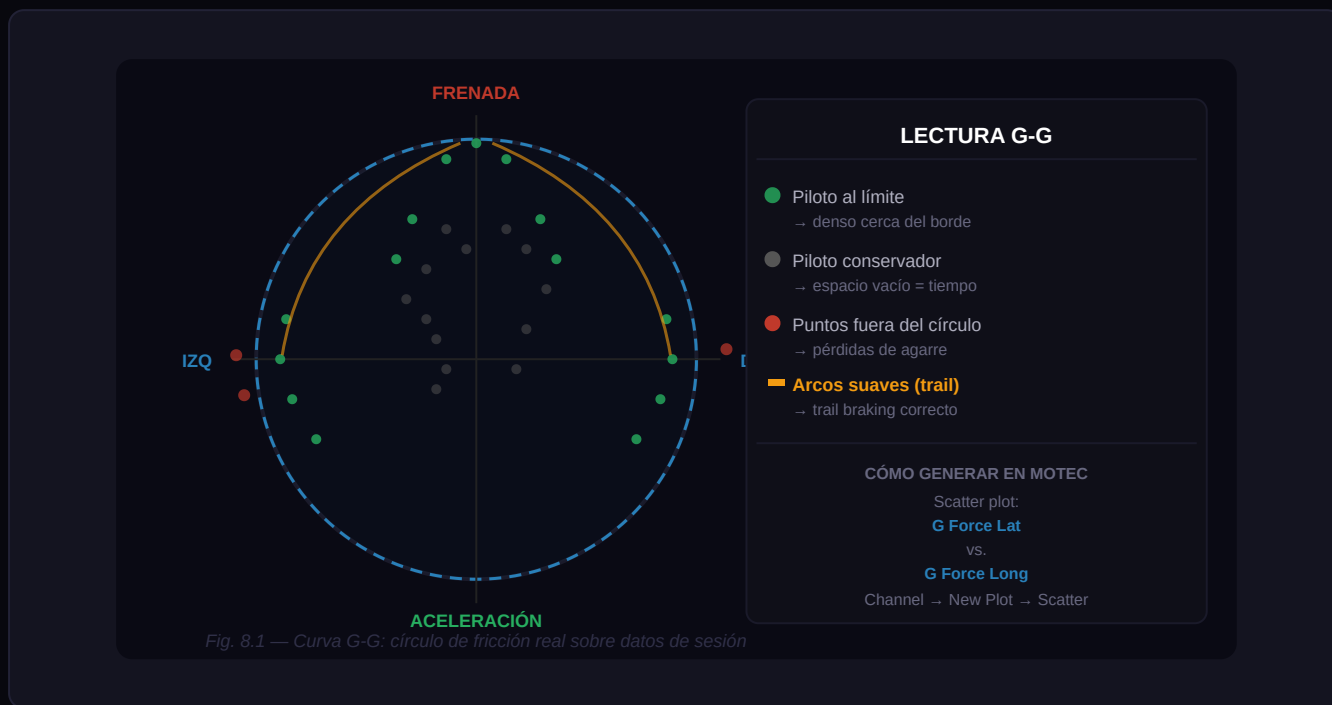 FRENADA
IZQ
D
ACELERACIÓN
Fig. 8.1 — Curva G-G: círculo de fricción real sobre datos de sesión
LECTURA G-G
Piloto al límite
→ denso cerca del borde
Piloto conservador
→ espacio vacío = tiempo
Puntos fuera del círculo
→ pérdidas de agarre
Arcos suaves (trail)
→ trail braking correcto
CÓMO GENERAR EN MOTEC
Scatter plot:
G Force Lat
vs.
G Force Long
Channel → New Plot → Scatter